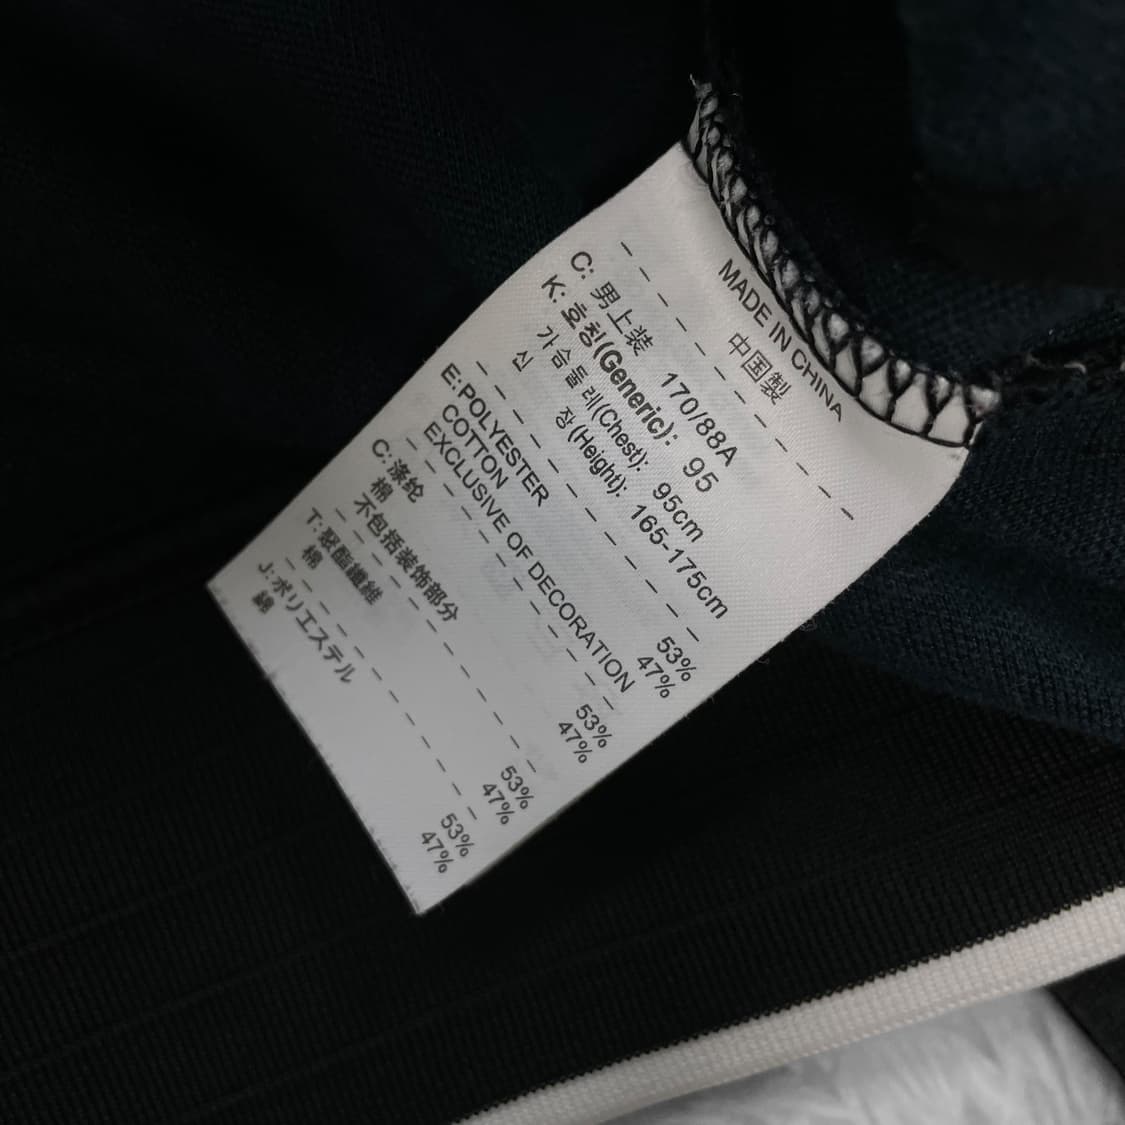 MADE IN CHINA
中国製
C: 男上装 170/88A
K: 호칭(Generic): 95
가슴둘레(Chest): 95cm
신 장(Height): 165-175cm
E:POLYESTER 53%
COTTON 47%
EXCLUSIVE OF DECORATION
C:涤纶 53%
棉 47%
不包括装饰部分
T:聚酯纖維 53%
棉 47%
J:ポリエステル 53%
綿 47%